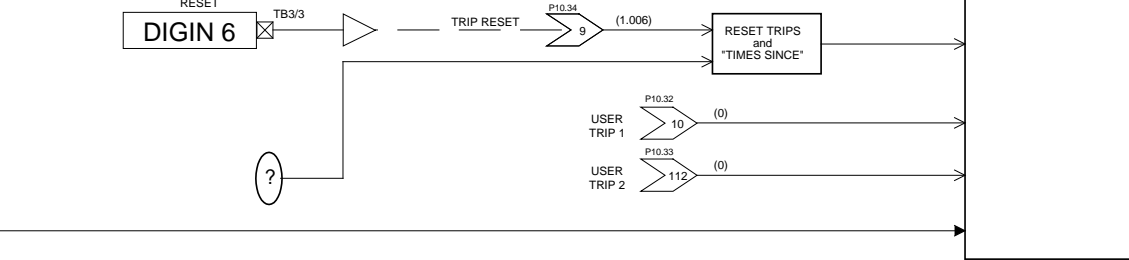 RESET
DIGIN 6
TB3/3
TRIP RESET
P10.34
9
(1.006)
RESET TRIPS
and
"TIMES SINCE"
P10.32
USER
TRIP 1
10
(0)
P10.33
USER
TRIP 2
112
(0)
?